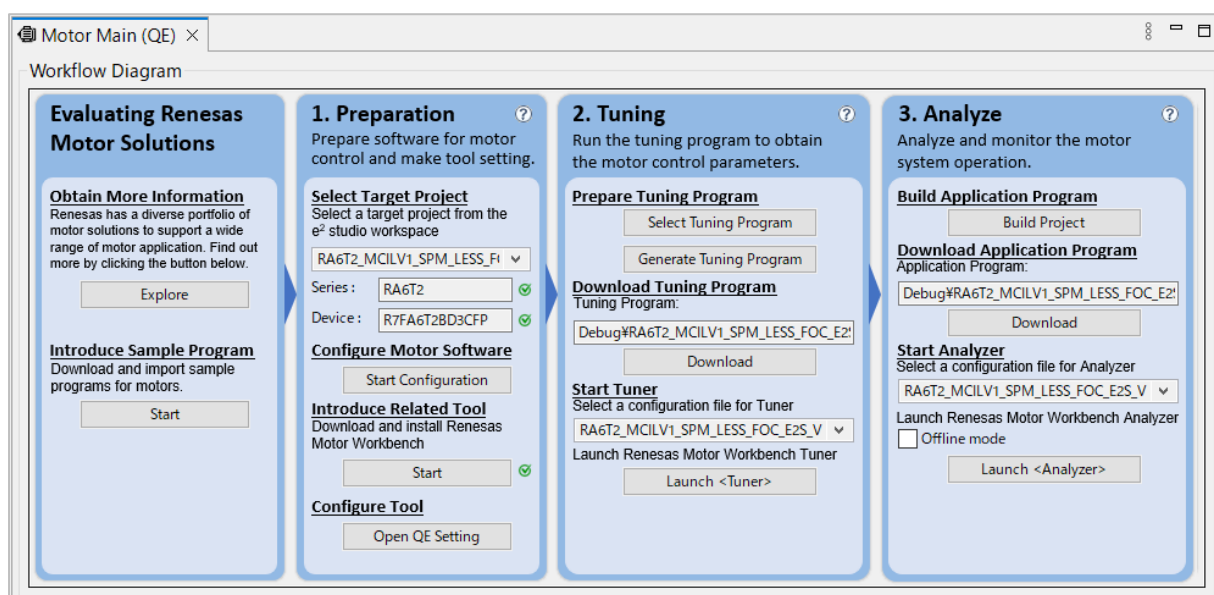 Motor Main (QE)
Workflow Diagram
Evaluating Renesas
Motor Solutions
Obtain More Information
Renesas has a diverse portfolio of
motor solutions to support a wide
range of motor application. Find out
more by clicking the button below.
Explore
Introduce Sample Program
Download and import sample
programs for motors.
Start
1. Preparation
Prepare software for motor
control and make tool setting.
Select Target Project
Select a target project from the
e² studio workspace
RA6T2_MCILV1_SPM_LESS_F
Series :
RA6T2
Device :
R7FA6T2BD3CFP
Configure Motor Software
Start Configuration
Introduce Related Tool
Download and install Renesas
Motor Workbench
Start
Configure Tool
Open QE Setting
2. Tuning
Run the tuning program to obtain
the motor control parameters.
Prepare Tuning Program
Select Tuning Program
Generate Tuning Program
Download Tuning Program
Tuning Program:
Debug¥RA6T2_MCILV1_SPM_LESS_FOC_E2
Download
Start Tuner
Select a configuration file for Tuner
RA6T2_MCILV1_SPM_LESS_FOC_E2S_V
Launch Renesas Motor Workbench Tuner
Launch <Tuner>
3. Analyze
Analyze and monitor the motor
system operation.
Build Application Program
Build Project
Download Application Program
Application Program:
Debug¥RA6T2_MCILV1_SPM_LESS_FOC_E2
Download
Start Analyzer
Select a configuration file for Analyzer
RA6T2_MCILV1_SPM_LESS_FOC_E2S_V
Launch Renesas Motor Workbench Analyzer
Offline mode
Launch <Analyzer>